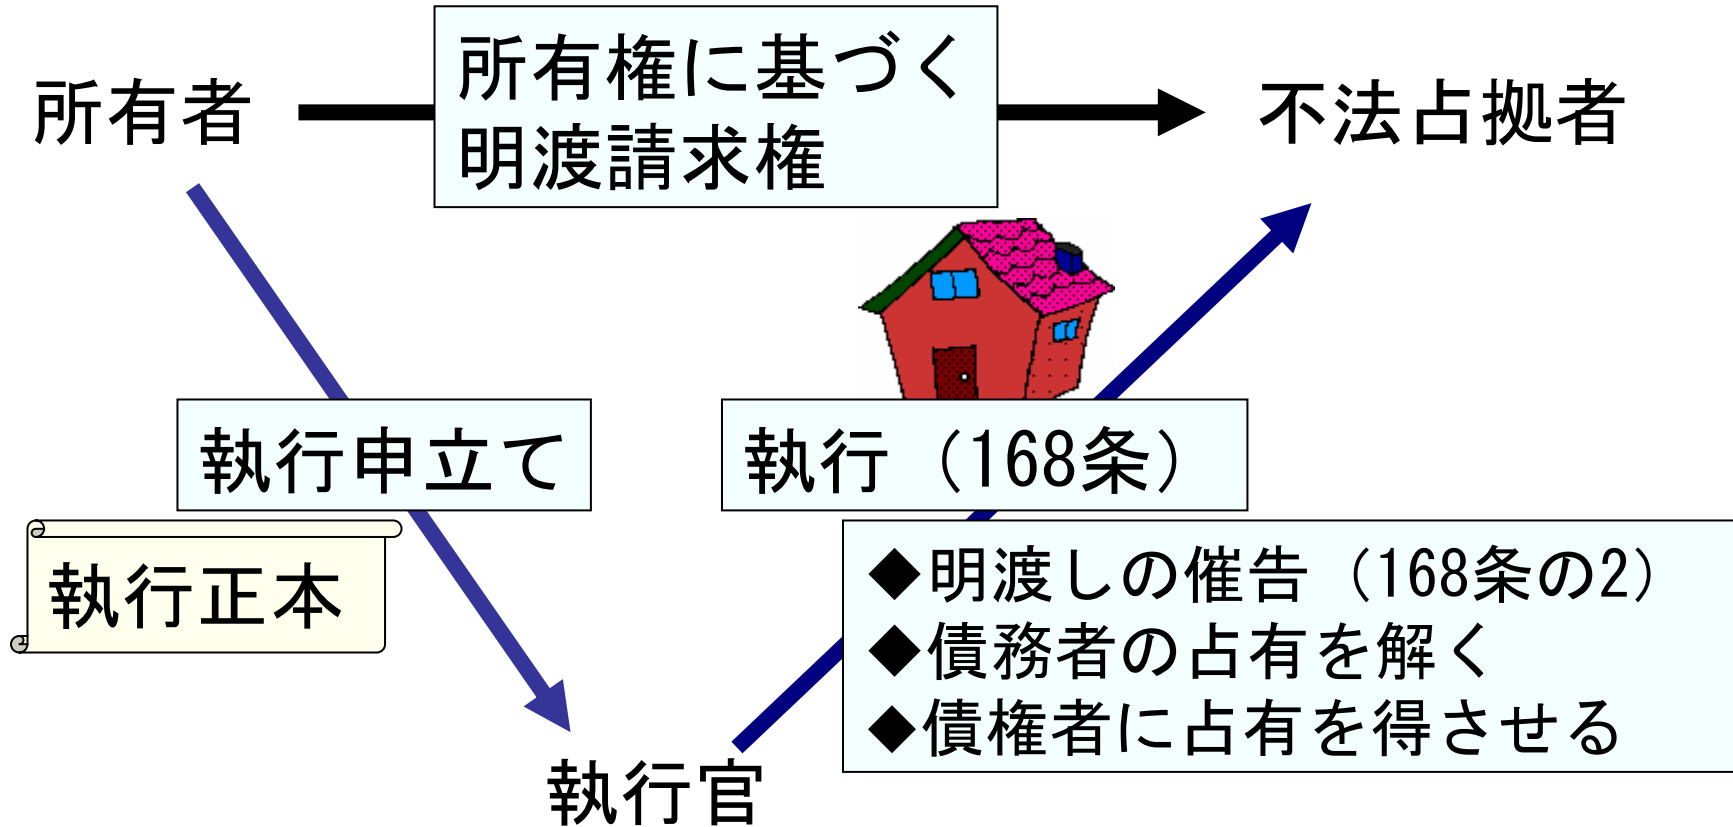 所有者
所有権に基づく
明渡請求権
不法占拠者
執行申立て
執行（168条）
執行正本
◆明渡しの催告（168条の2）
◆債務者の占有を解く
◆債権者に占有を得させる
執行官